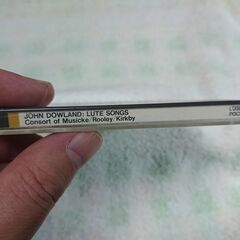 JOHN DOWLAND: LUTE SONGS
Consort of Musicke/Rooley/Kirkby